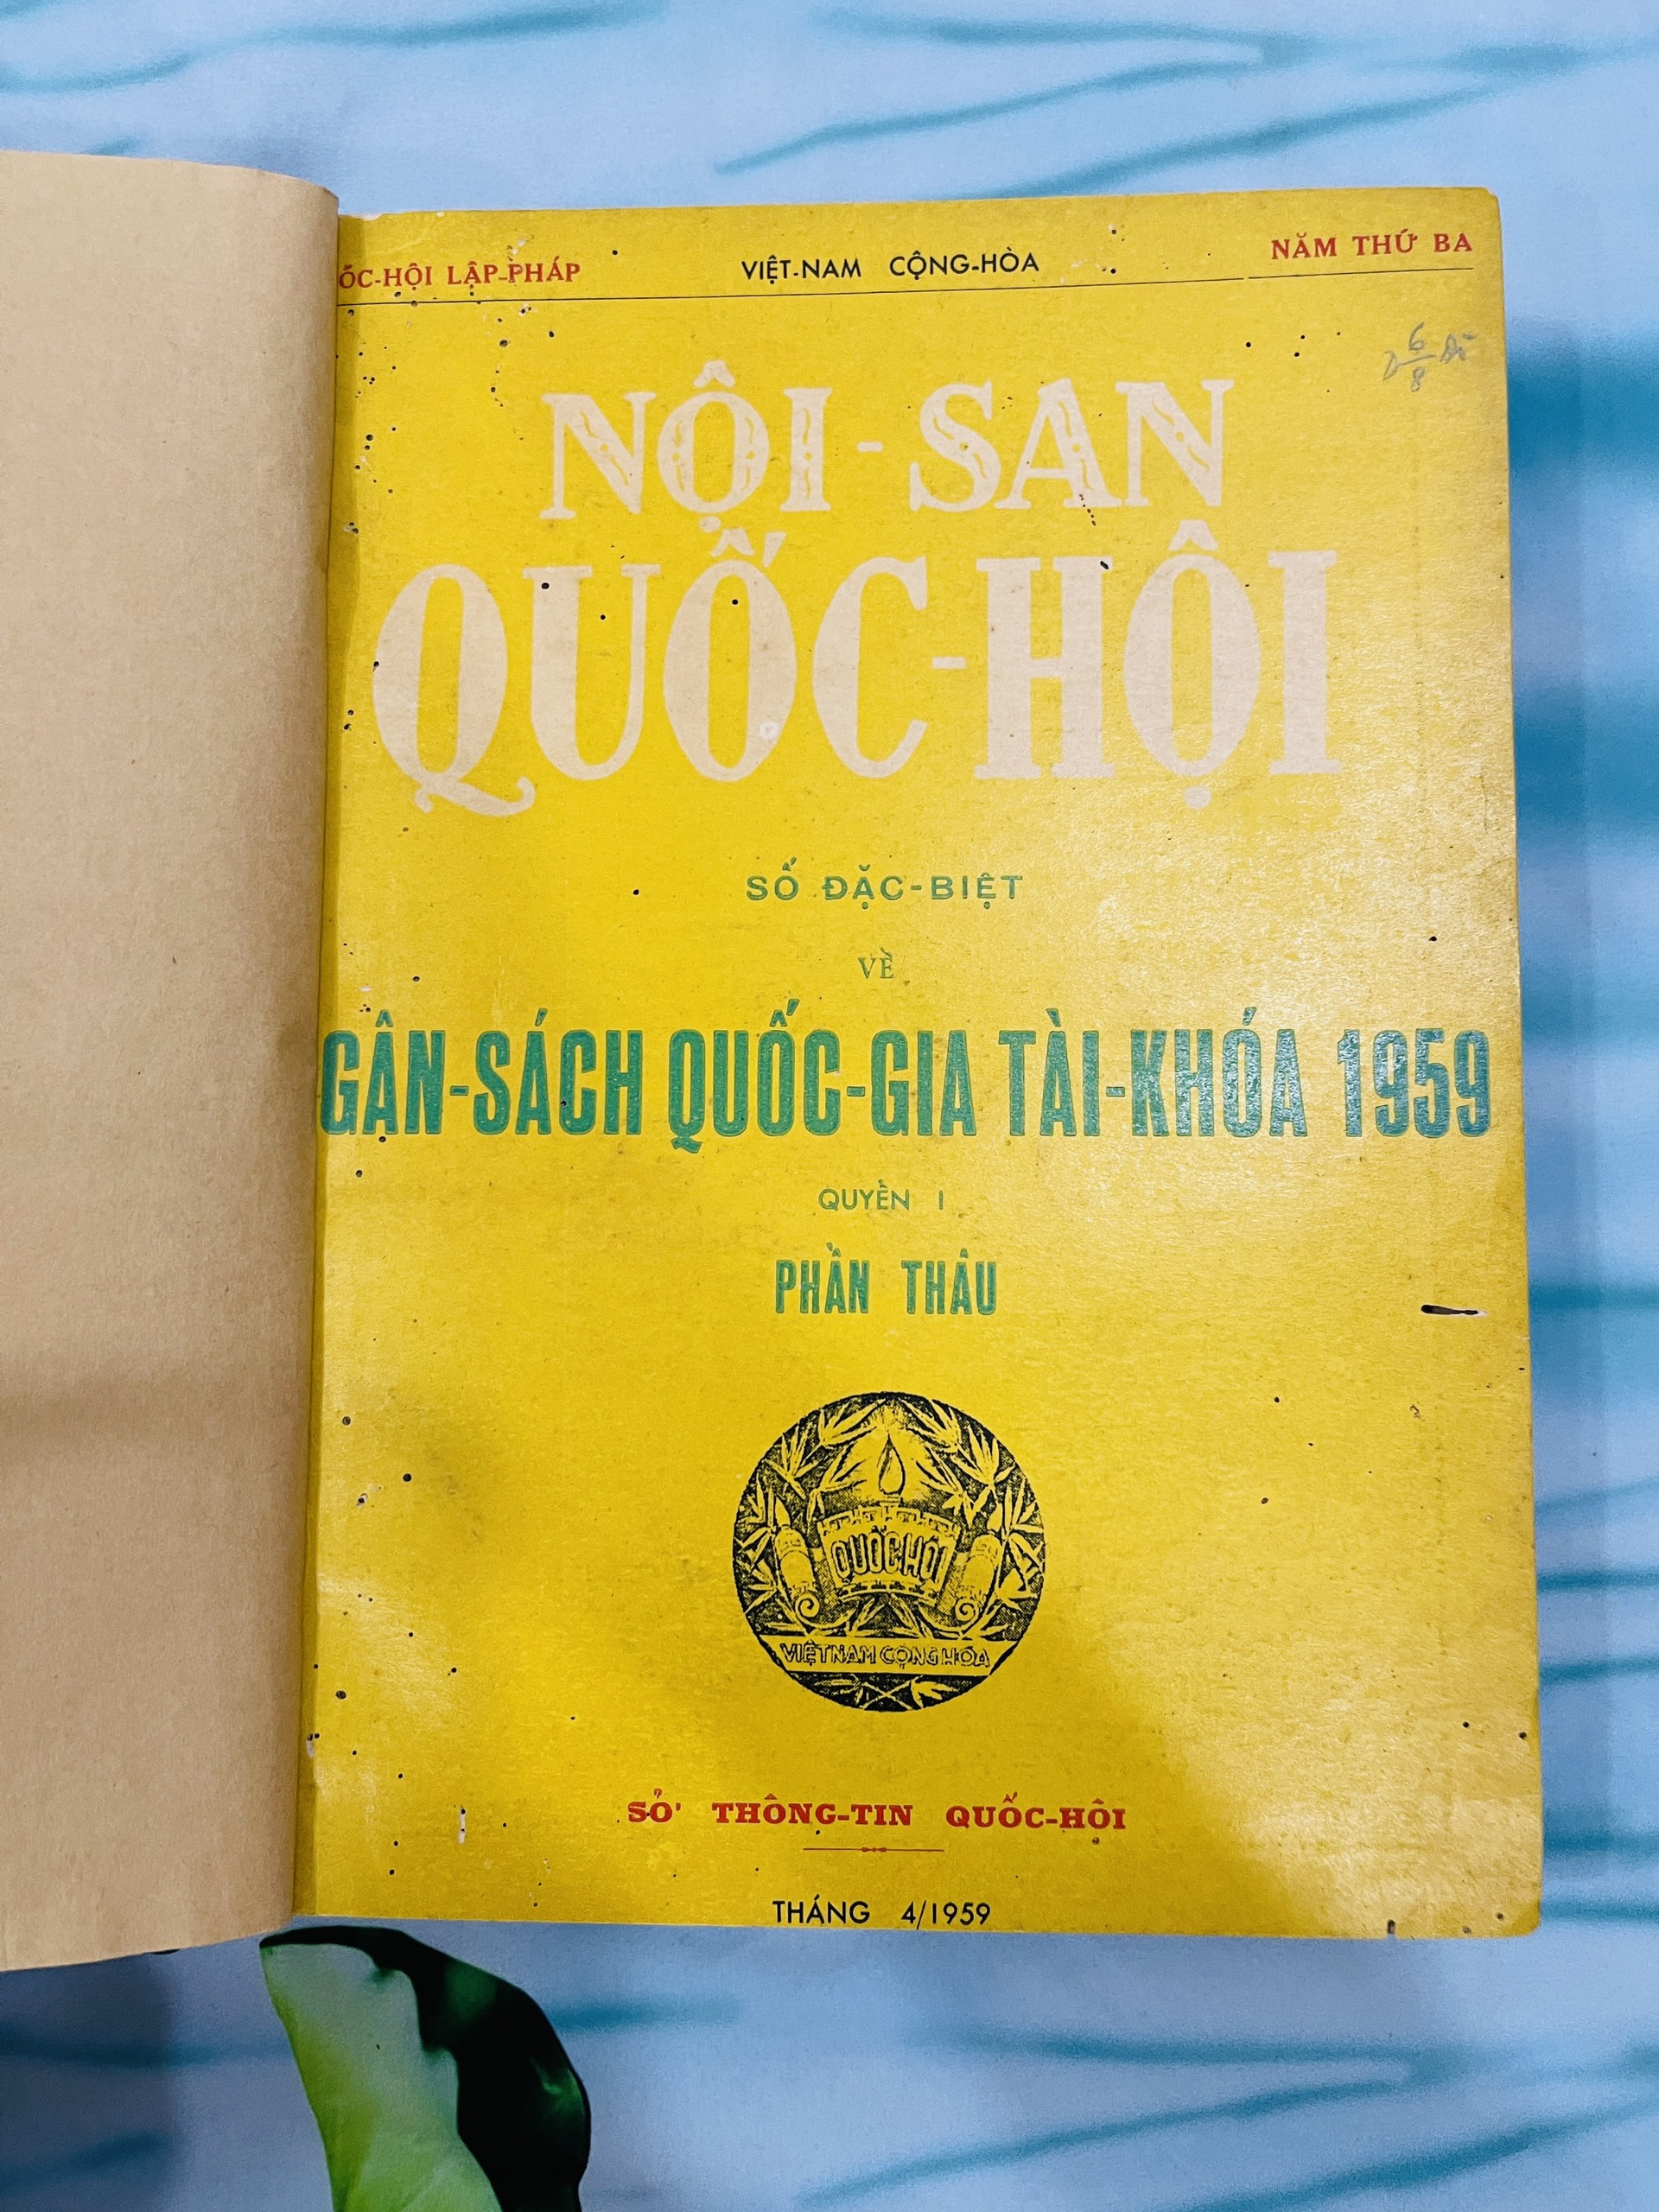 ỐC-HỘI LẬP-PHÁP VIỆT-NAM CỘNG-HÒA NĂM THỨ BA
NỘI-SAN
QUỐC-HỘI
SỐ ĐẶC-BIỆT
VỀ
GÂN-SÁCH QUỐC-GIA TÀI-KHÓA 1959
QUYỂN I
PHẦN THÂU
QUỐC HỘI
VIỆT NAM CỘNG HÒA
SỞ THÔNG-TIN QUỐC-HỘI
THÁNG 4/1959